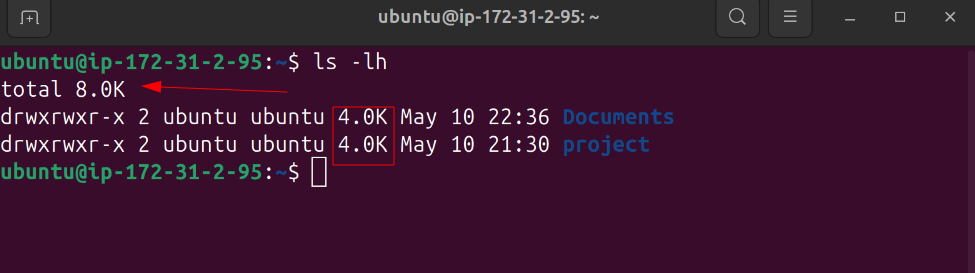 ubuntu@ip-172-31-2-95: ~
ubuntu@ip-172-31-2-95:~$ ls -lh
total 8.0K
drwxrwxr-x 2 ubuntu ubuntu 4.0K May 10 22:36 Documents
drwxrwxr-x 2 ubuntu ubuntu 4.0K May 10 21:30 project
ubuntu@ip-172-31-2-95:~$